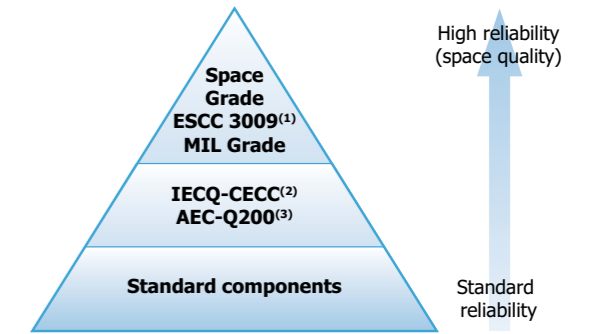 Space
Grade
ESCC 3009(1)
MIL Grade
IECQ-CECC(2)
AEC-Q200(3)
Standard components
High reliability
(space quality)
Standard
reliability